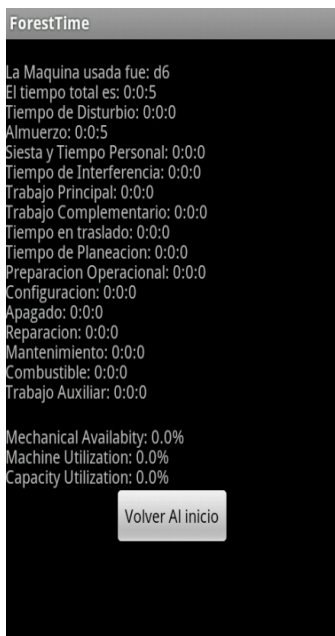 ForestTime
La Maquina usada fue: d6
El tiempo total es: 0:0:5
Tiempo de Disturbio: 0:0:0
Almuerzo: 0:0:5
Siesta y Tiempo Personal: 0:0:0
Tiempo de Interferencia: 0:0:0
Trabajo Principal: 0:0:0
Trabajo Complementario: 0:0:0
Tiempo en traslado: 0:0:0
Tiempo de Planeacion: 0:0:0
Preparacion Operacional: 0:0:0
Configuracion: 0:0:0
Apagado: 0:0:0
Reparacion: 0:0:0
Mantenimiento: 0:0:0
Combustible: 0:0:0
Trabajo Auxiliar: 0:0:0
Mechanical Availabity: 0.0%
Machine Utilization: 0.0%
Capacity Utilization: 0.0%
Volver Al inicio